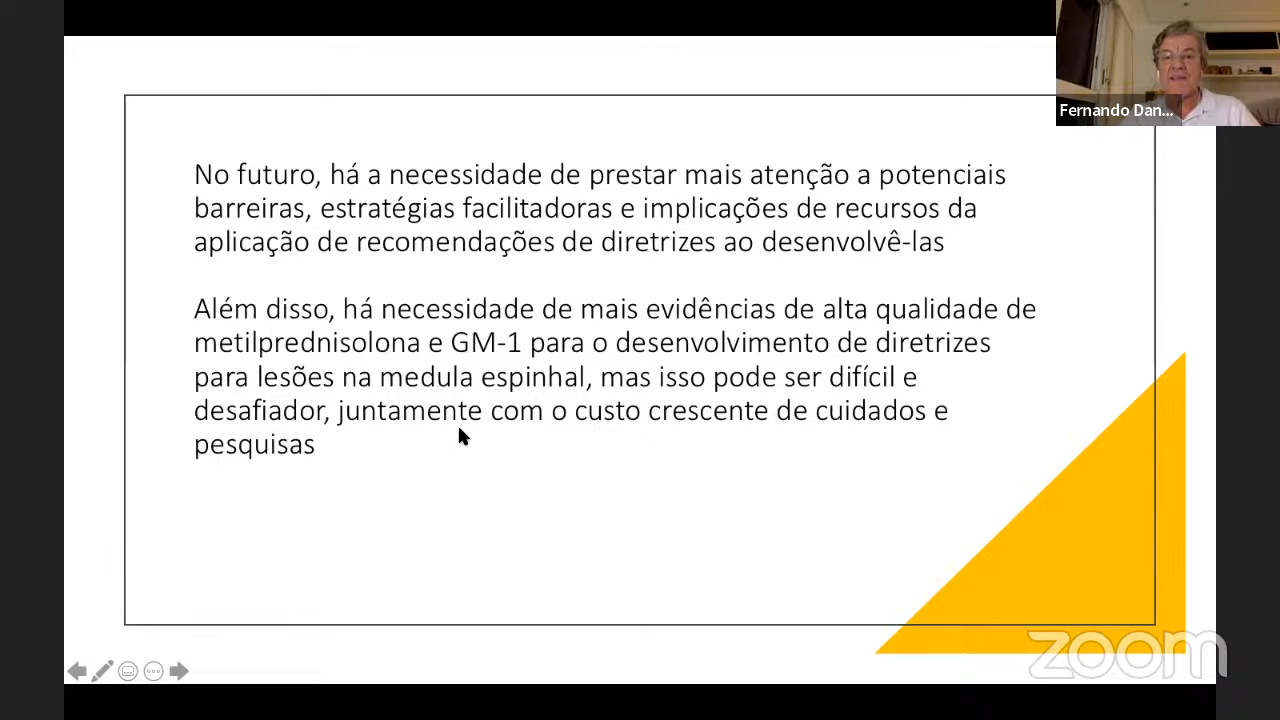 Fernando Dan...
No futuro, há a necessidade de prestar mais atenção a potenciais
barreiras, estratégias facilitadoras e implicações de recursos da
aplicação de recomendações de diretrizes ao desenvolvê-las
Além disso, há necessidade de mais evidências de alta qualidade de
metilprednisolona e GM-1 para o desenvolvimento de diretrizes
para lesões na medula espinhal, mas isso pode ser difícil e
desafiador, juntamente com o custo crescente de cuidados e
pesquisas
zoom